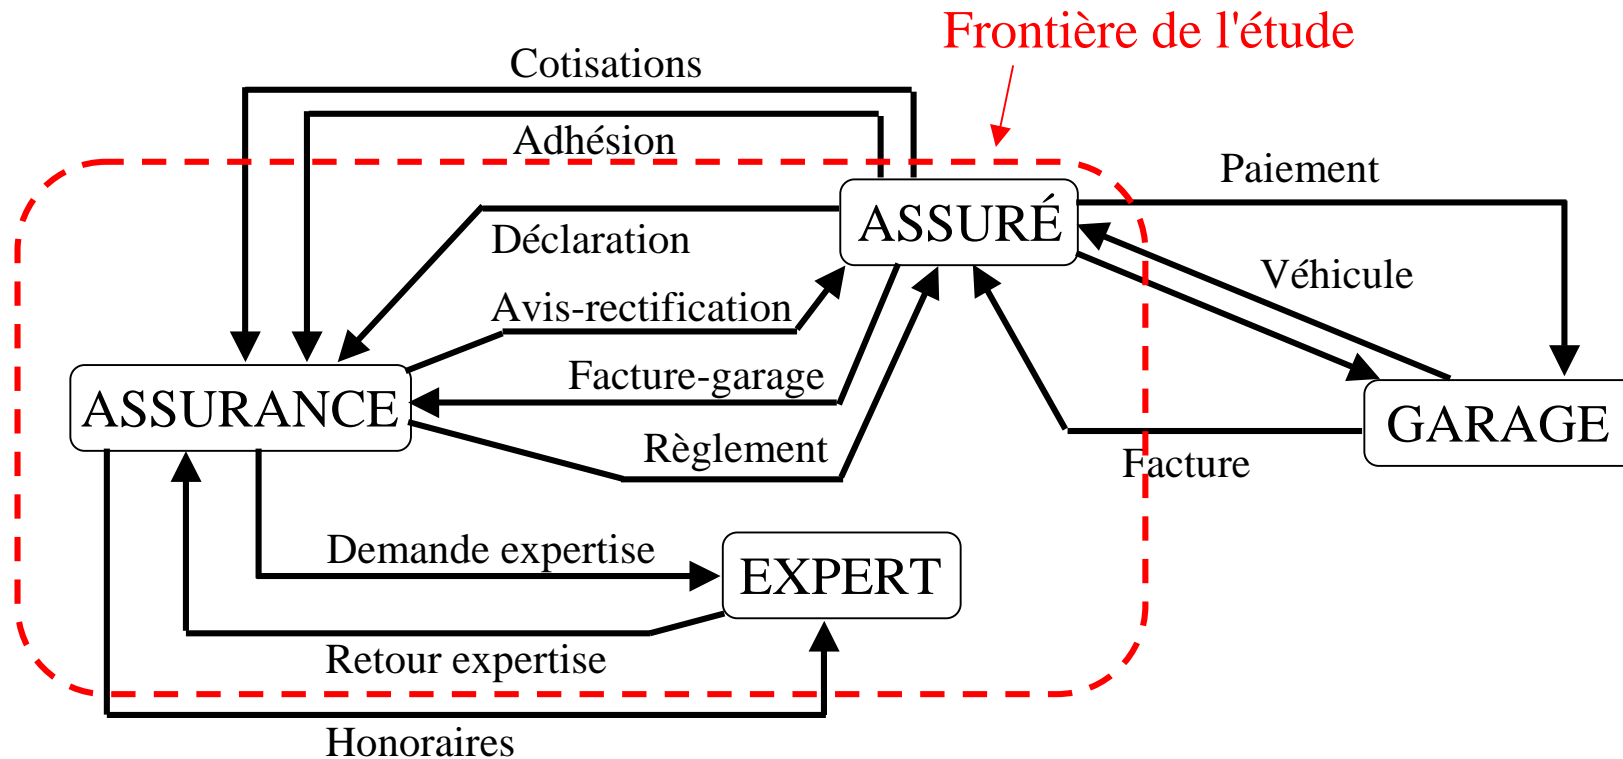 Frontière de l'étude
Cotisations
Adhésion
Paiement
ASSURÉ
Déclaration
Véhicule
Avis-rectification
Facture-garage
ASSURANCE
GARAGE
Règlement
Facture
Demande expertise
EXPERT
Retour expertise
Honoraires